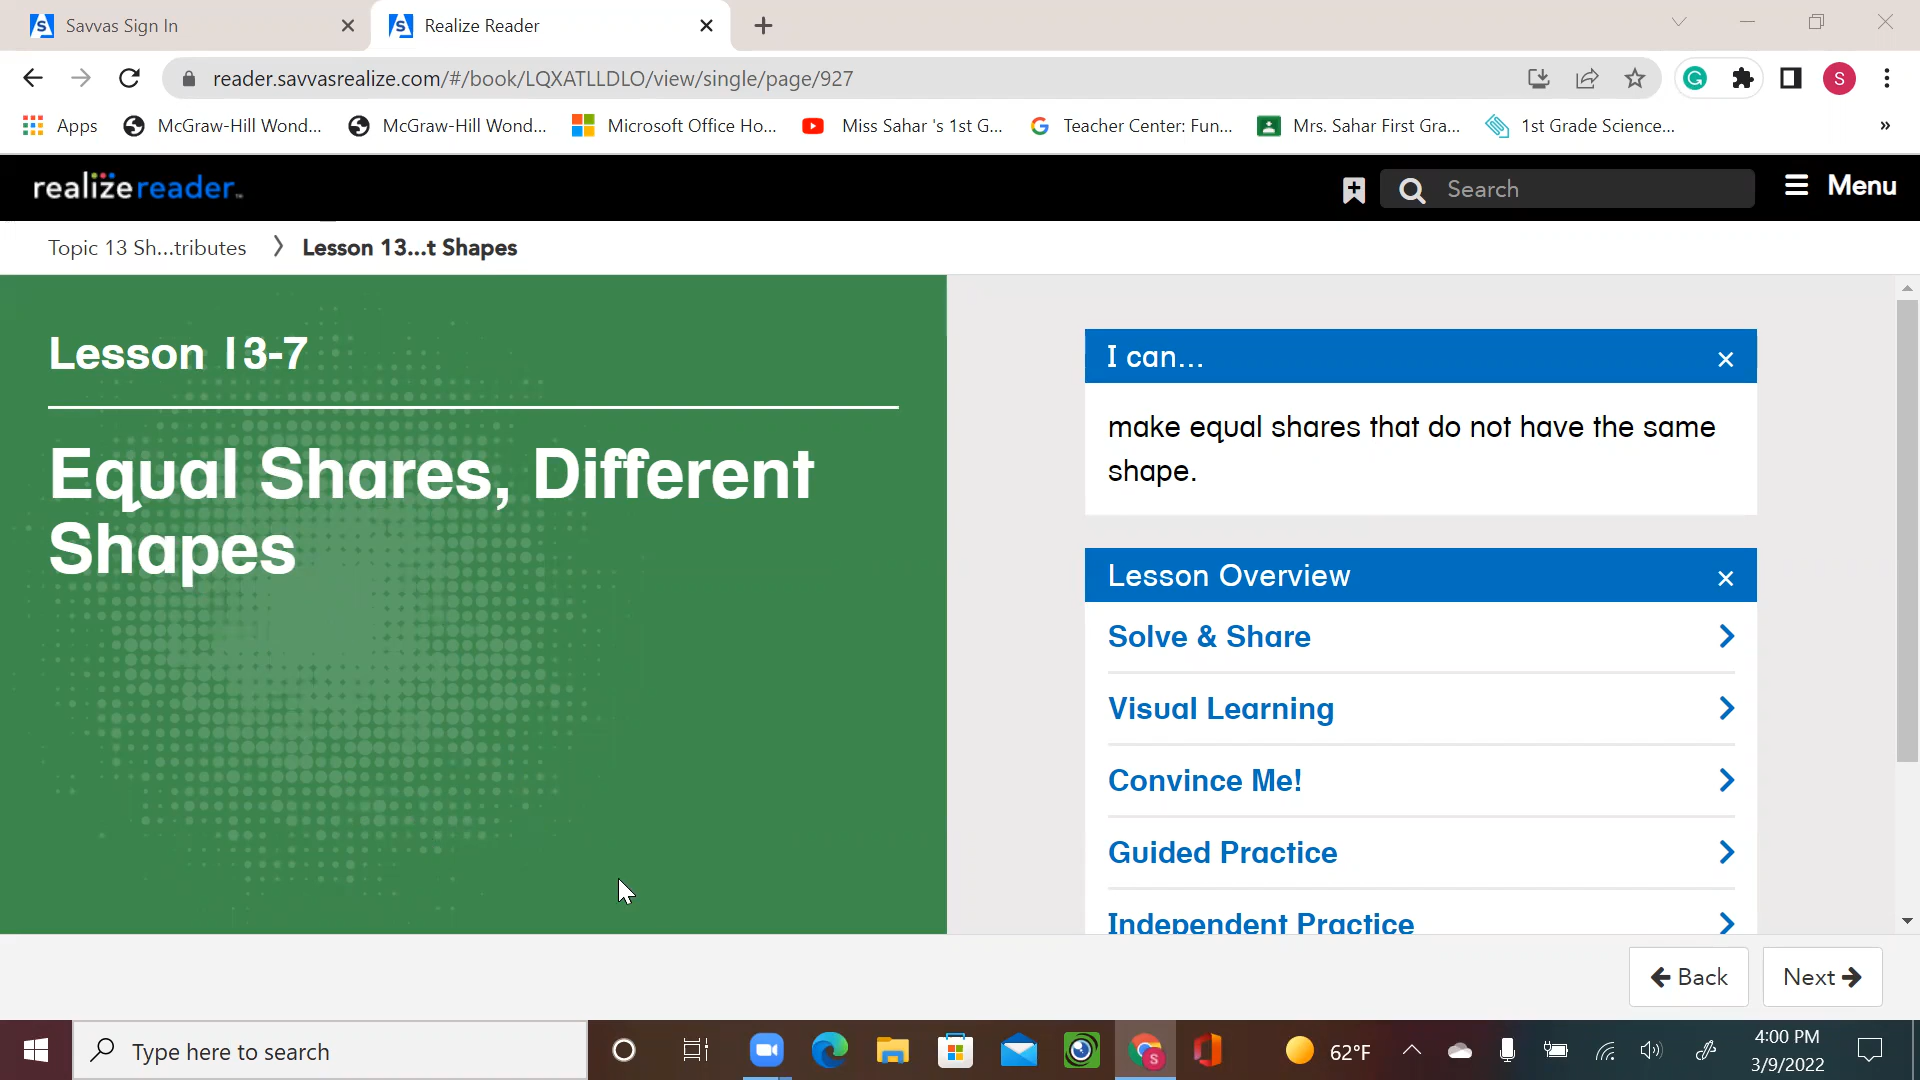 Savvas Sign In
Realize Reader
reader.savvasrealize.com/#/book/LQXATLLDLO/view/single/page/927
S
Apps
McGraw-Hill Wond...
McGraw-Hill Wond...
Microsoft Office Ho...
Miss Sahar 's 1st G...
Teacher Center: Fun...
Mrs. Sahar First Gra...
1st Grade Science...
»
realizereader™
Search
Menu
Topic 13 Sh...tributes
Lesson 13...t Shapes
Lesson 13-7
Equal Shares, Different
Shapes
I can...
make equal shares that do not have the same
shape.
Lesson Overview
Solve & Share
Visual Learning
Convince Me!
Guided Practice
Independent Practice
Back
Next
Type here to search
62°F
4:00 PM
3/9/2022